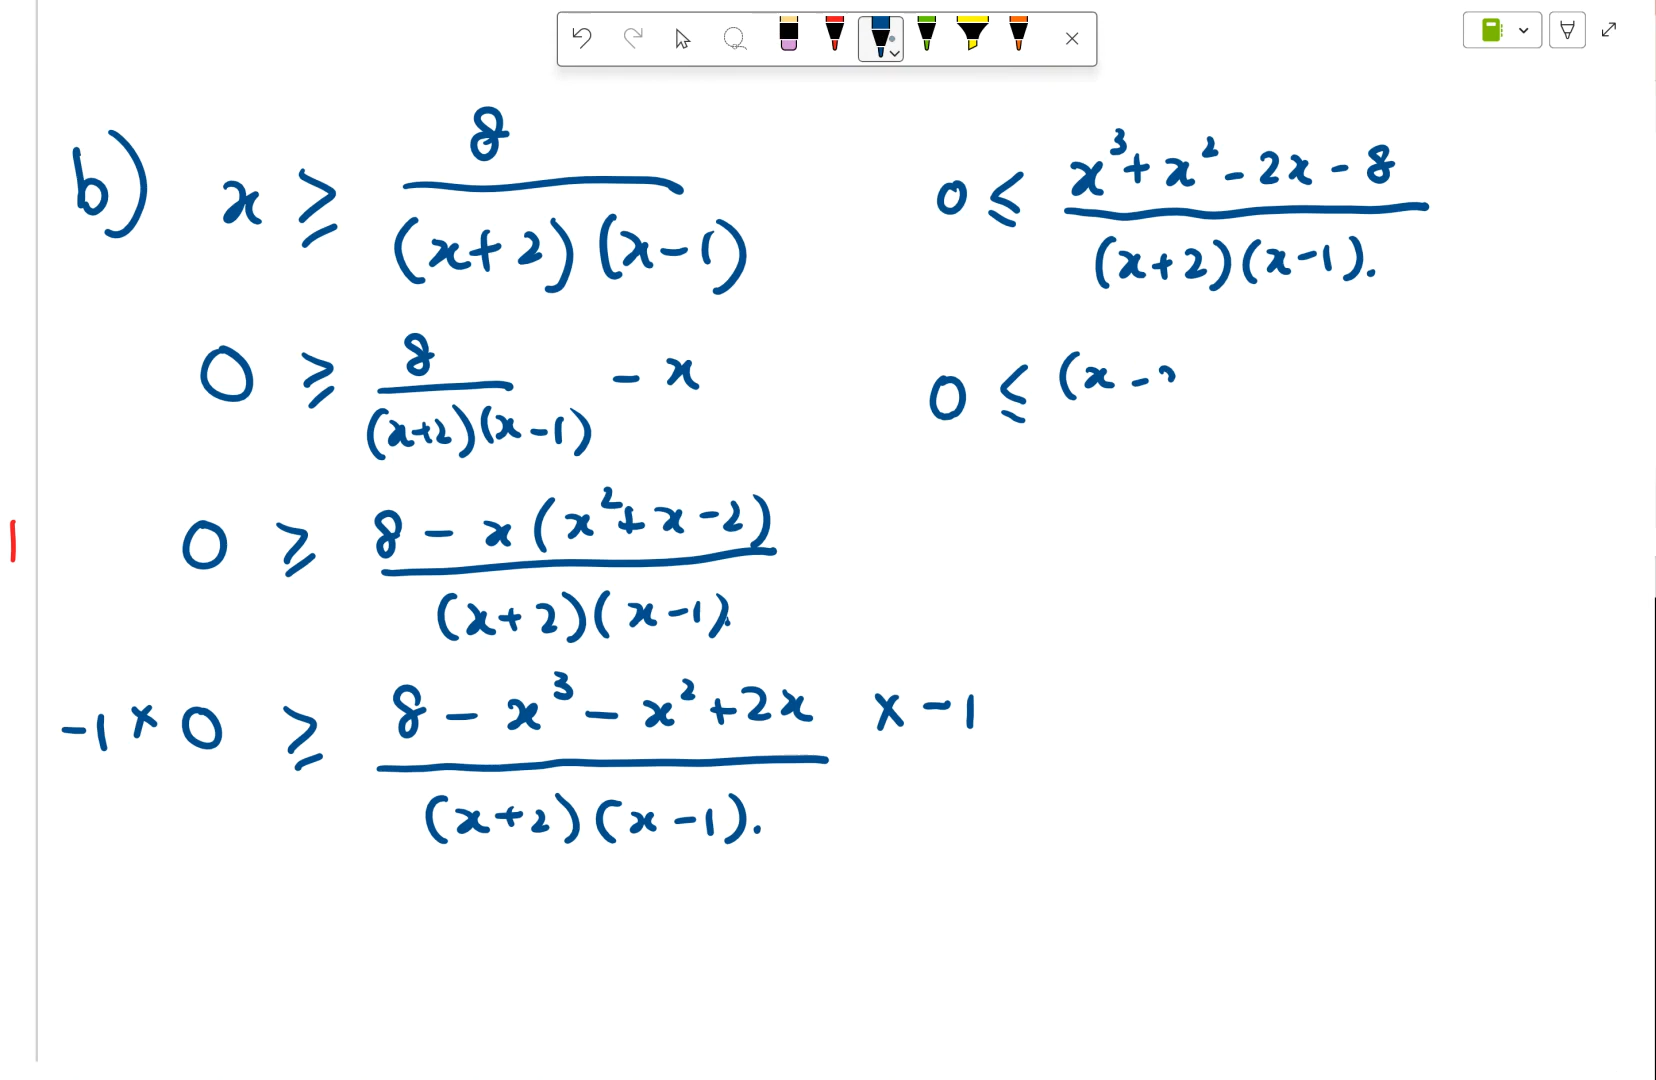 b) x ≥ 8 / (x+2)(x-1)
0 ≥ 8 / (x+2)(x-1) - x
0 ≥ 8 - x(x²+x-2) / (x+2)(x-1).
-1 × 0 ≥ 8 - x³ - x² + 2x / (x+2)(x-1). × -1
0 ≤ x³ + x² - 2x - 8 / (x+2)(x-1).
0 ≤ (x -
1